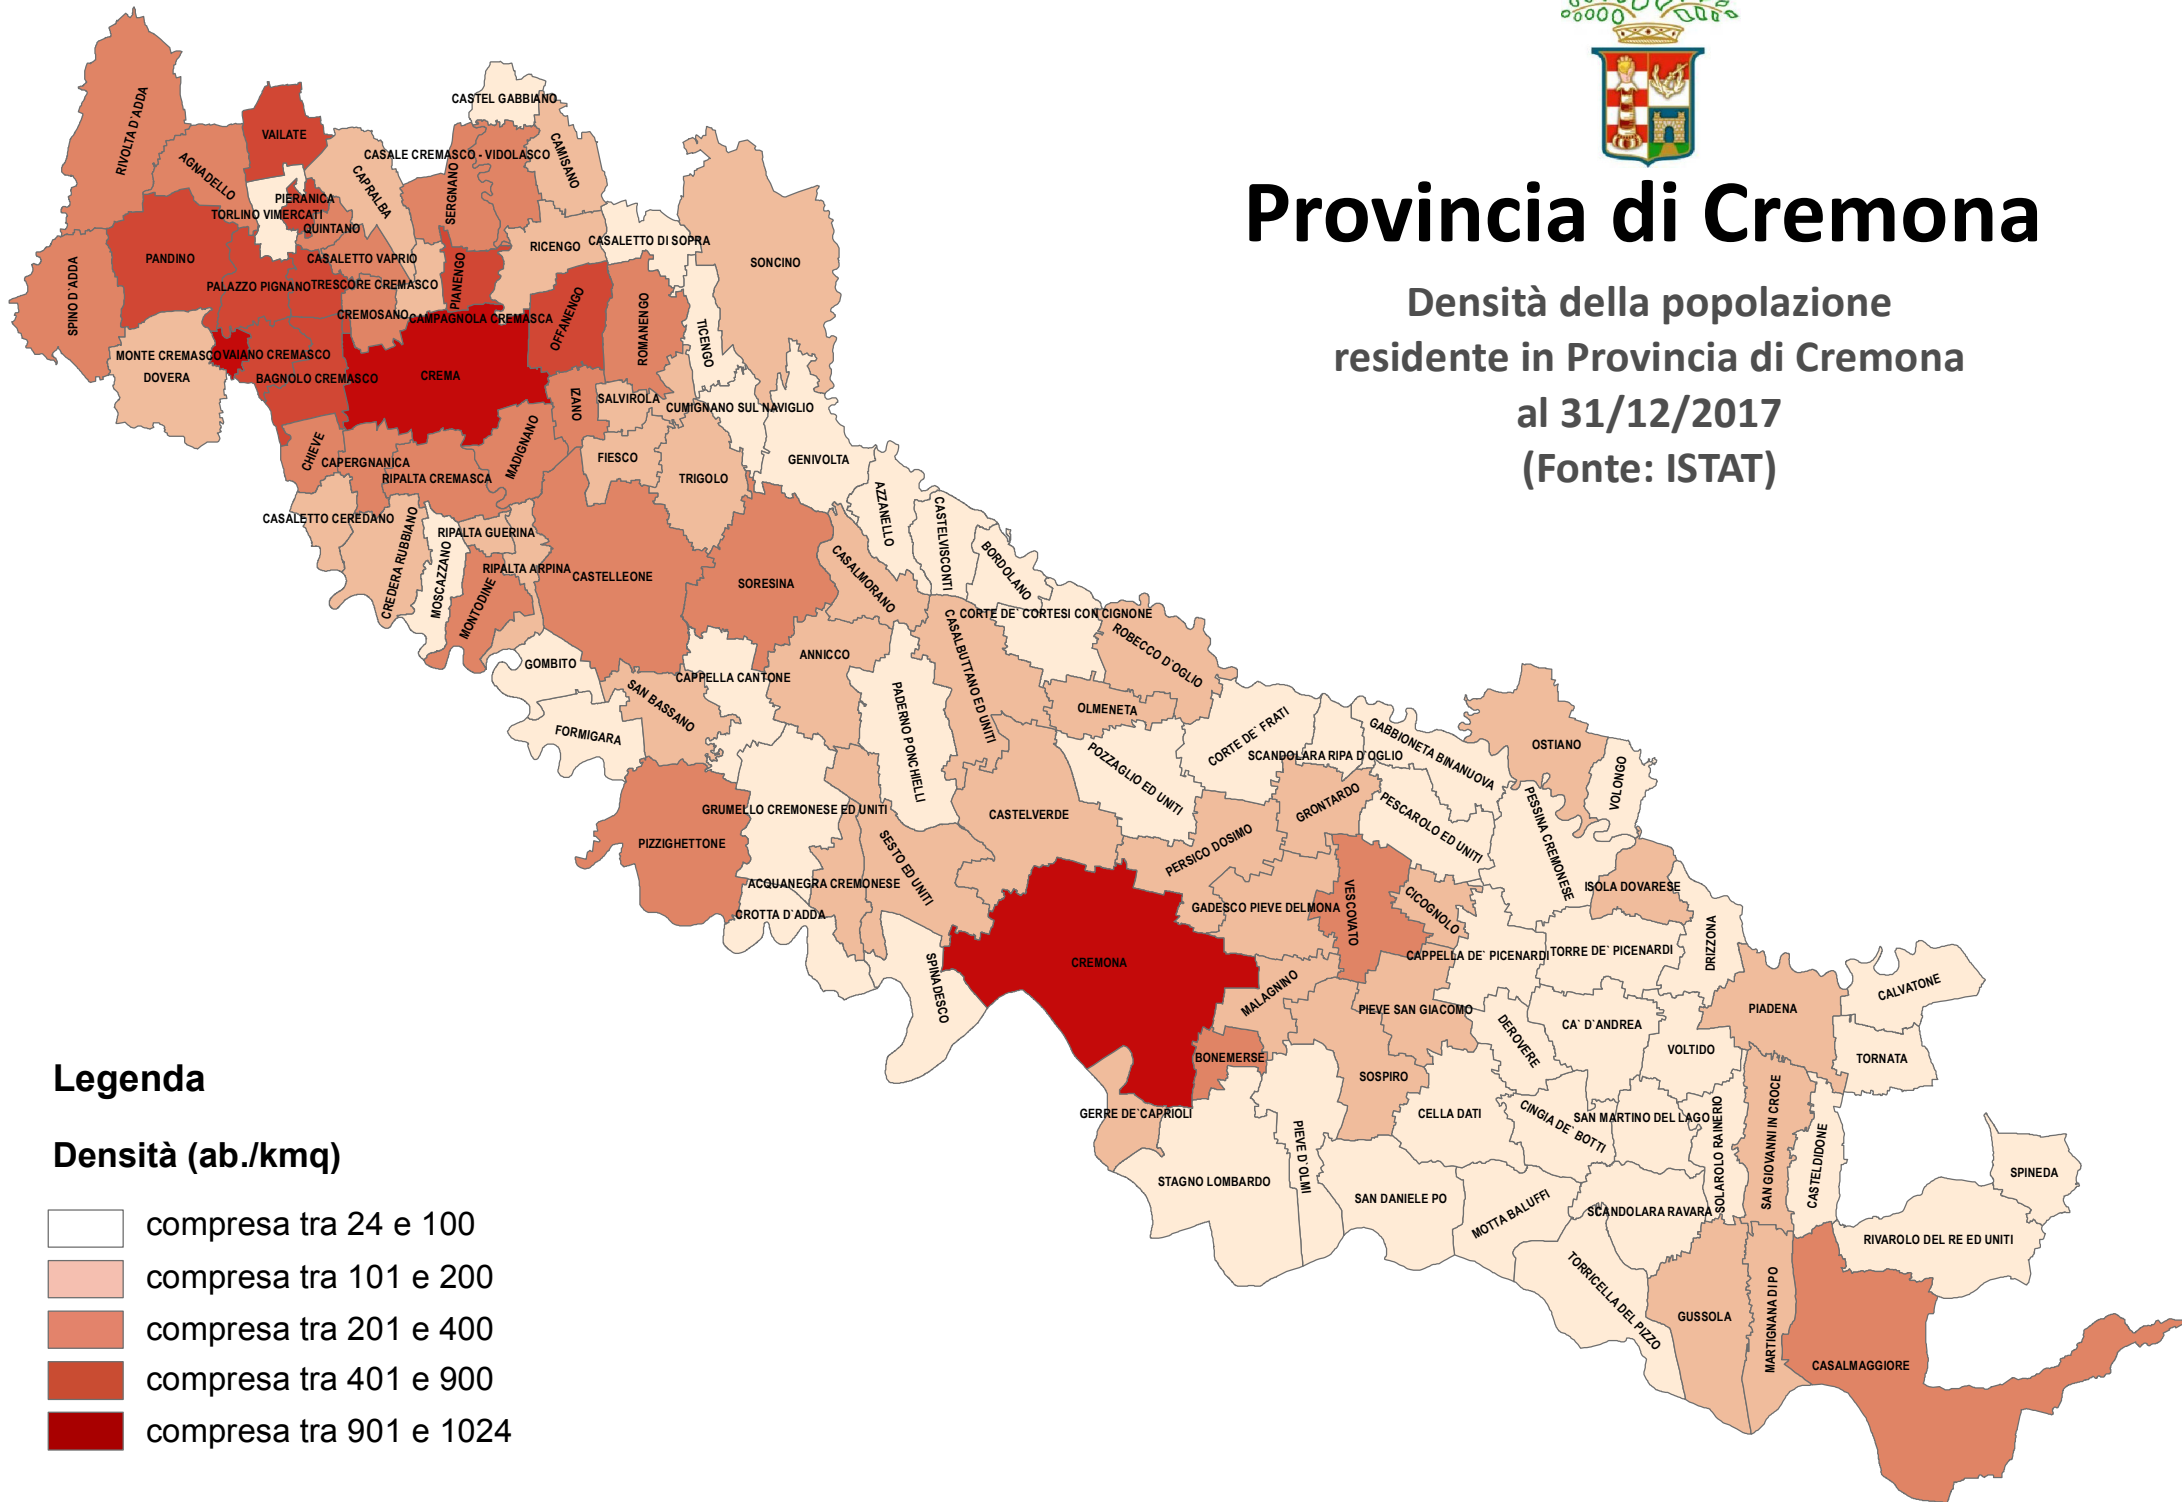 Provincia di Cremona
Densità della popolazione
residente in Provincia di Cremona
al 31/12/2017
(Fonte: ISTAT)
RIVOLTA D'ADDA
AGNADELLO
VAILATE
CASTEL GABBIANO
CASALE CREMASCO - VIDOLASCO
CAMISANO
CAPRALBA
SERGNANO
PIERANICA
TORLINO VIMERCATI
QUINTANO
PANDINO
SPINO D'ADDA
CASALETTO VAPRIO
PIANENGO
RICENGO
CASALETTO DI SOPRA
SONCINO
PALAZZO PIGNANO
TRESCORE CREMASCO
CREMOSANO
CAMPAGNOLA CREMASCA
OFFANENGO
ROMANENGO
TICENGO
MONTE CREMASCO
VAIANO CREMASCO
DOVERA
BAGNOLO CREMASCO
CREMA
IZANO
SALVIROLA
CUMIGNANO SUL NAVIGLIO
CHIEVE
CAPERGNANICA
RIPALTA CREMASCA
MADIGNANO
FIESCO
TRIGOLO
GENIVOLTA
AZZANELLO
CASTELVISCONTI
BORDOLANO
CASALETTO CEREDANO
CREDERA RUBBIANO
MOSCAZZANO
RIPALTA GUERINA
RIPALTA ARPINA
MONTODINE
CASTELLEONE
SORESINA
CASALMORANO
CORTE DE` CORTESI CON CIGNONE
ROBECCO D`OGLIO
CASALBUTTANO ED UNITI
GOMBITO
SAN BASSANO
CAPPELLA CANTONE
ANNICCO
PADERNO PONCHIELLI
OLMENETA
FORMIGARA
POZZAGLIO ED UNITI
CORTE DE` FRATI
SCANDOLARA RIPA D`OGLIO
GABBIONETA BINANUOVA
OSTIANO
VOLONGO
GRUMELLO CREMONESE ED UNITI
CASTELVERDE
GRONTARDO
PESCAROLO ED UNITI
PESSINA CREMONESE
PIZZIGHETTONE
SESTO ED UNITI
PERSICO DOSIMO
ACQUANEGRA CREMONESE
ISOLA DOVARESE
CROTTA D`ADDA
GADESCO PIEVE DELMONA
VESCOVATO
CICOGNOLO
SPINADESCO
CREMONA
MALAGNINO
CAPPELLA DE` PICENARDI
TORRE DE` PICENARDI
DRIZZONA
CALVATONE
PIEVE SAN GIACOMO
DEROVERE
CA` D`ANDREA
PIADENA
VOLTIDO
TORNATA
BONEMERSE
SOSPIRO
GERRE DE`CAPRIOLI
CELLA DATI
CINGIA DE` BOTTI
SAN MARTINO DEL LAGO
SOLAROLO RAINERIO
SAN GIOVANNI IN CROCE
CASTELDIDONE
PIEVE D`OLMI
STAGNO LOMBARDO
SAN DANIELE PO
MOTTA BALUFFI
SCANDOLARA RAVARA
SPINEDA
RIVAROLO DEL RE ED UNITI
TORRICELLA DEL PIZZO
GUSSOLA
MARTIGNANA DI PO
CASALMAGGIORE
Legenda
Densità (ab./kmq)
compresa tra 24 e 100
compresa tra 101 e 200
compresa tra 201 e 400
compresa tra 401 e 900
compresa tra 901 e 1024